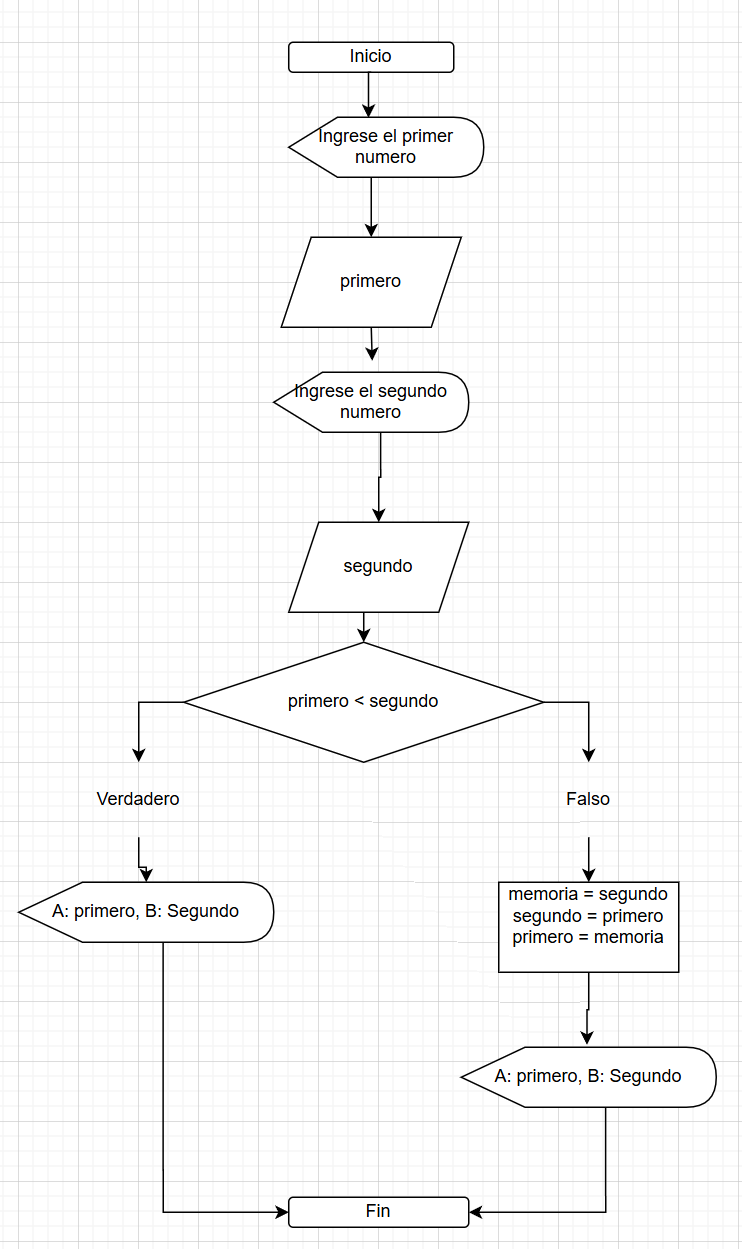 Inicio
Ingrese el primer
numero
primero
Ingrese el segundo
numero
segundo
primero < segundo
Verdadero
Falso
A: primero, B: Segundo
memoria = segundo
segundo = primero
primero = memoria
A: primero, B: Segundo
Fin